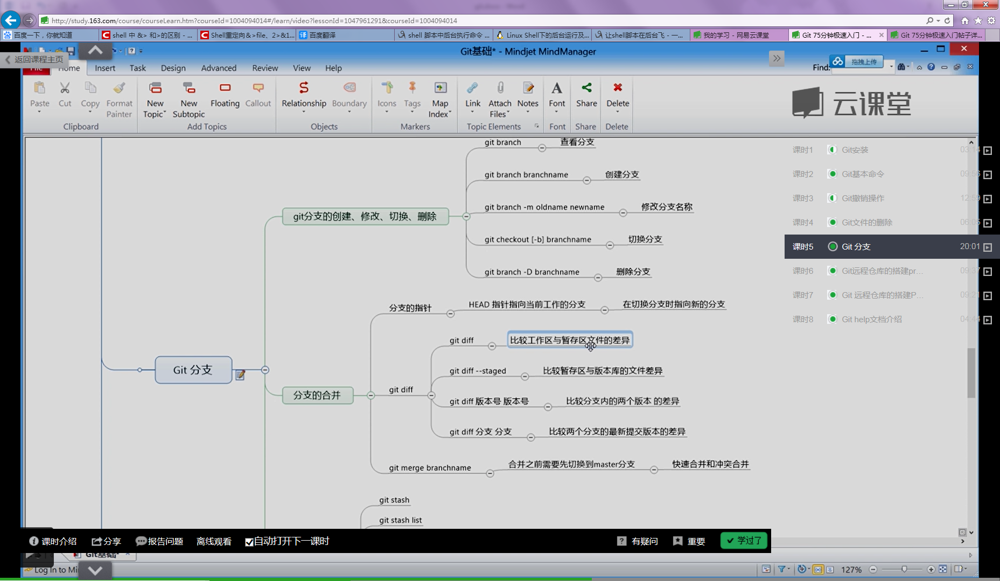 http://study.163.com/course/courseLearn.htm?courseId=1004094014#/learn/video?lessonId=1047961291&courseId=1004094014
百度一下，你就知道
shell 中 &> 和>的区别 - ...
Shell重定向&>file、2>&1...
百度翻译
shell 脚本中后台执行命令 ...
Linux Shell下的后台运行及...
让shell脚本在后台飞 - 一...
我的学习 - 网易云课堂
Git 75分钟极速入门 - ...
Git 75分钟极速入门帖子详...
Git基础* - Mindjet MindManager
返回课程主页
File
Home
Insert
Task
Design
Advanced
Review
View
Help
Find:
拖拽上传
Paste
Cut
Copy
Format Painter
New Topic
New Subtopic
Floating
Callout
Relationship
Boundary
Icons
Tags
Map Index
Link
Attach Files
Notes
Font
Share
Delete
Clipboard
Add Topics
Objects
Markers
Topic Elements
Font
Share
Delete
云课堂
git branch
查看分支
git branch branchname
创建分支
git branch -m oldname newname
修改分支名称
git分支的创建、修改、切换、删除
git checkout [-b] branchname
切换分支
git branch -D branchname
删除分支
分支的指针
HEAD 指针指向当前工作的分支
在切换分支时指向新的分支
git diff
比较工作区与暂存区文件的差异
Git 分支
git diff --staged
比较暂存区与版本库的文件差异
分支的合并
git diff
git diff 版本号 版本号
比较分支内的两个版本 的差异
git diff 分支 分支
比较两个分支的最新提交版本的差异
git merge branchname
合并之前需要先切换到master分支
快速合并和冲突合并
git stash
git stash list
课时1 Git安装 03:14
课时2 Git基本命令 09:56
课时3 Git撤销操作 12:59
课时4 Git文件的删除 06:05
课时5 Git 分支 20:01
课时6 Git远程仓库的搭建pr... 09:37
课时7 Git 远程仓库的搭建P... 09:21
课时8 Git help文档介绍 04:44
课时介绍
分享
报告问题
离线观看
自动打开下一课时
有疑问
重要
学过了
Git基础*
Log In to Mi
127%